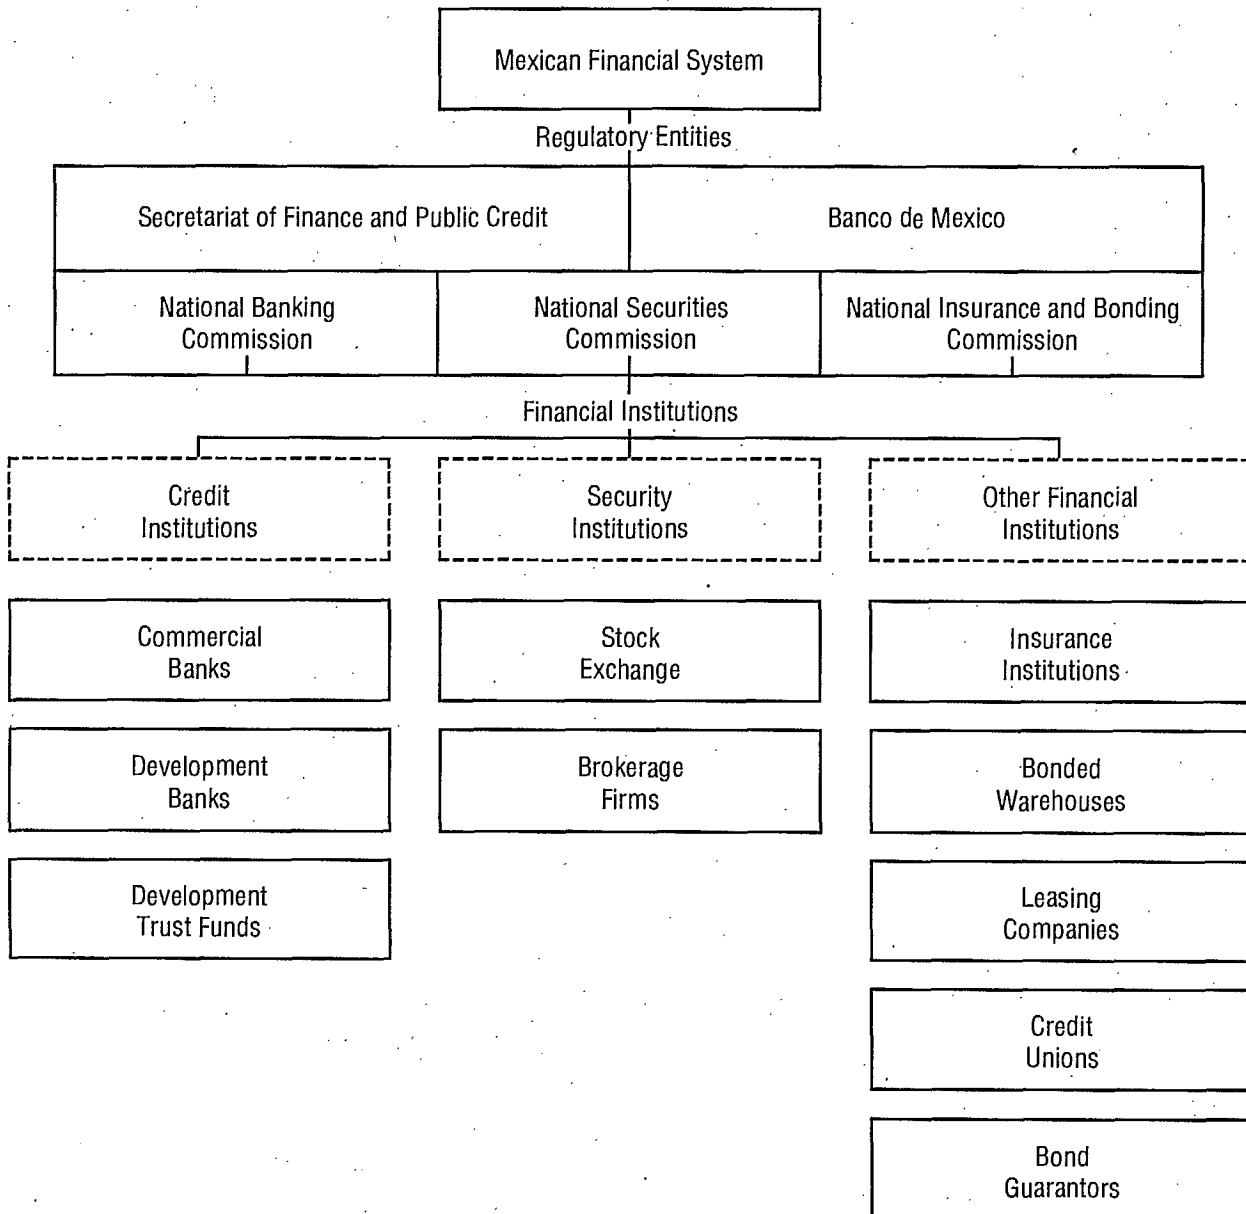 Mexican Financial System
Regulatory Entities
Secretariat of Finance and Public Credit
Banco de Mexico
National Banking
Commission
National Securities
Commission
National Insurance and Bonding
Commission
Financial Institutions
Credit
Institutions
Security
Institutions
Other Financial
Institutions
Commercial
Banks
Stock
Exchange
Insurance
Institutions
Development
Banks
Brokerage
Firms
Bonded
Warehouses
Development
Trust Funds
Leasing
Companies
Credit
Unions
Bond
Guarantors